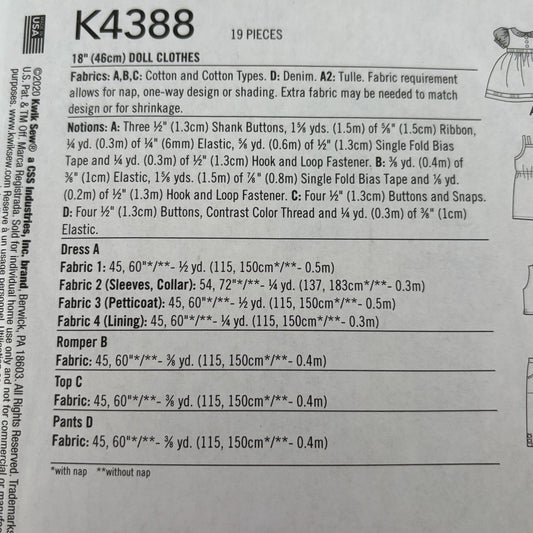 USA
K4388 19 PIECES
18" (46cm) DOLL CLOTHES
Fabrics: A,B,C: Cotton and Cotton Types. D: Denim. A2: Tulle. Fabric requirement
allows for nap, one-way design or shading. Extra fabric may be needed to match
design or for shrinkage.
Notions: A: Three ½" (1.3cm) Shank Buttons, 1⅝ yds. (1.5m) of ⅝" (1.5cm) Ribbon,
¼ yd. (0.3m) of ¼" (6mm) Elastic, ⅝ yd. (0.6m) of ½" (1.3cm) Single Fold Bias
Tape and ¼ yd. (0.3m) of ½" (1.3cm) Hook and Loop Fastener. B: ⅜ yd. (0.4m) of
⅜" (1cm) Elastic, 1⅝ yds. (1.5m) of ⅞" (0.8m) Single Fold Bias Tape and ⅛ yd.
(0.2m) of ½" (1.3m) Hook and Loop Fastener. C: Four ½" (1.3cm) Buttons and Snaps.
D: Four ½" (1.3cm) Buttons, Contrast Color Thread and ¼ yd. (0.3m) of ⅜" (1cm)
Elastic.
Dress A
Fabric 1: 45, 60"*/**- ½ yd. (115, 150cm*/**- 0.5m)
Fabric 2 (Sleeves, Collar): 54, 72"*/**- ¼ yd. (137, 183cm*/**- 0.3m)
Fabric 3 (Petticoat): 45, 60"*/**- ½ yd. (115, 150cm*/**- 0.5m)
Fabric 4 (Lining): 45, 60"*/**- ¼ yd. (115, 150cm*/**- 0.3m)
Romper B
Fabric: 45, 60"*/**- ⅜ yd. (115, 150cm*/**- 0.4m)
Top C
Fabric: 45, 60"*/**- ⅜ yd. (115, 150cm*/**- 0.4m)
Pants D
Fabric: 45, 60"*/**- ⅜ yd. (115, 150cm*/**- 0.4m)
*with nap **without nap
©2020 Kwik Sew® a CSS Industries, Inc. brand. Berwick, PA 18603. All Rights Reserved. Trademarks
U.S. Pat. & TM Off. Marca Registrada. Sold for individual home use only and not for commercial or manufac
purposes. www.kwiksew.com Réservé à un usage personnel.